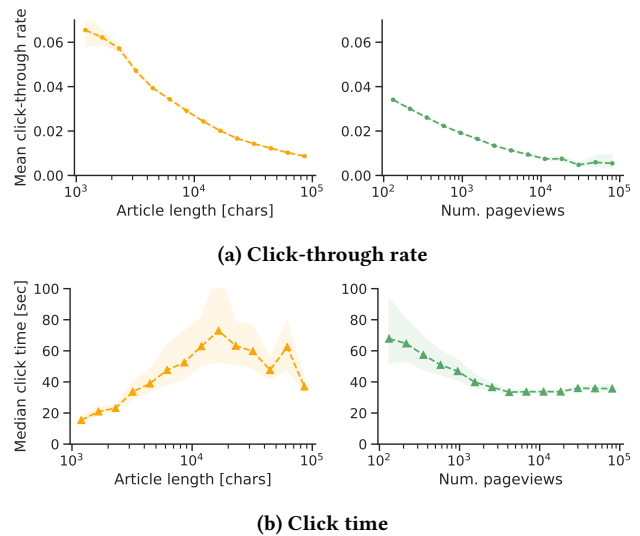 Mean click-through rate
0.06
0.04
0.02
0.00
10³ 10⁴ 10⁵
Article length [chars]
0.06
0.04
0.02
0.00
10² 10³ 10⁴ 10⁵
Num. pageviews
(a) Click-through rate
Median click time [sec]
100
80
60
40
20
0
10³ 10⁴ 10⁵
Article length [chars]
100
80
60
40
20
0
10² 10³ 10⁴ 10⁵
Num. pageviews
(b) Click time